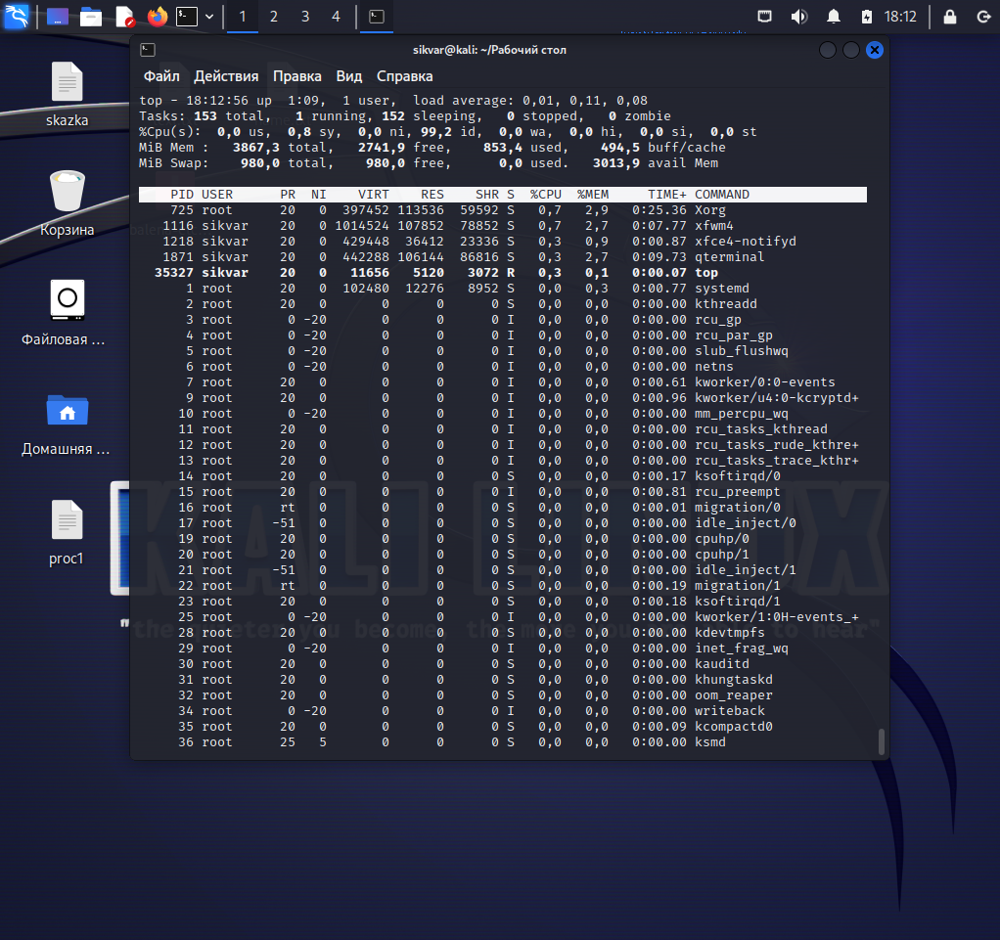 1 2 3 4 18:12
sikvar@kali: ~/Рабочий стол
Файл Действия Правка Вид Справка
skazka
Корзина
Файловая ...
Домашняя ...
proc1
top - 18:12:56 up  1:09,  1 user,  load average: 0,01, 0,11, 0,08
Tasks: 153 total,   1 running, 152 sleeping,   0 stopped,   0 zombie
%Cpu(s):  0,0 us,  0,8 sy,  0,0 ni, 99,2 id,  0,0 wa,  0,0 hi,  0,0 si,  0,0 st
MiB Mem :   3867,3 total,   2741,9 free,    853,4 used,    494,5 buff/cache
MiB Swap:    980,0 total,    980,0 free,      0,0 used.   3013,9 avail Mem
PID USER PR NI VIRT RES SHR S %CPU %MEM TIME+ COMMAND
725 root 20 0 397452 113536 59592 S 0,7 2,9 0:25.36 Xorg
1116 sikvar 20 0 1014524 107852 78852 S 0,7 2,7 0:07.77 xfwm4
1218 sikvar 20 0 429448 36412 23336 S 0,3 0,9 0:00.87 xfce4-notifyd
1871 sikvar 20 0 442288 106144 86816 S 0,3 2,7 0:09.73 qterminal
35327 sikvar 20 0 11656 5120 3072 R 0,3 0,1 0:00.07 top
1 root 20 0 102480 12276 8952 S 0,0 0,3 0:00.77 systemd
2 root 20 0 0 0 0 S 0,0 0,0 0:00.00 kthreadd
3 root 0 -20 0 0 0 I 0,0 0,0 0:00.00 rcu_gp
4 root 0 -20 0 0 0 I 0,0 0,0 0:00.00 rcu_par_gp
5 root 0 -20 0 0 0 I 0,0 0,0 0:00.00 slub_flushwq
6 root 0 -20 0 0 0 I 0,0 0,0 0:00.00 netns
7 root 20 0 0 0 0 I 0,0 0,0 0:00.61 kworker/0:0-events
9 root 20 0 0 0 0 I 0,0 0,0 0:00.96 kworker/u4:0-kcryptd+
10 root 0 -20 0 0 0 I 0,0 0,0 0:00.00 mm_percpu_wq
11 root 20 0 0 0 0 I 0,0 0,0 0:00.00 rcu_tasks_kthread
12 root 20 0 0 0 0 I 0,0 0,0 0:00.00 rcu_tasks_rude_kthre+
13 root 20 0 0 0 0 I 0,0 0,0 0:00.00 rcu_tasks_trace_kthr+
14 root 20 0 0 0 0 S 0,0 0,0 0:00.17 ksoftirqd/0
15 root 20 0 0 0 0 I 0,0 0,0 0:00.81 rcu_preempt
16 root rt 0 0 0 0 S 0,0 0,0 0:00.01 migration/0
17 root -51 0 0 0 0 S 0,0 0,0 0:00.00 idle_inject/0
19 root 20 0 0 0 0 S 0,0 0,0 0:00.00 cpuhp/0
20 root 20 0 0 0 0 S 0,0 0,0 0:00.00 cpuhp/1
21 root -51 0 0 0 0 S 0,0 0,0 0:00.00 idle_inject/1
22 root rt 0 0 0 0 S 0,0 0,0 0:00.19 migration/1
23 root 20 0 0 0 0 S 0,0 0,0 0:00.18 ksoftirqd/1
25 root 0 -20 0 0 0 I 0,0 0,0 0:00.00 kworker/1:0H-events_+
28 root 20 0 0 0 0 S 0,0 0,0 0:00.00 kdevtmpfs
29 root 0 -20 0 0 0 I 0,0 0,0 0:00.00 inet_frag_wq
30 root 20 0 0 0 0 S 0,0 0,0 0:00.00 kauditd
31 root 20 0 0 0 0 S 0,0 0,0 0:00.00 khungtaskd
32 root 20 0 0 0 0 S 0,0 0,0 0:00.00 oom_reaper
34 root 0 -20 0 0 0 I 0,0 0,0 0:00.00 writeback
35 root 20 0 0 0 0 S 0,0 0,0 0:00.09 kcompactd0
36 root 25 5 0 0 0 S 0,0 0,0 0:00.00 ksmd
KALI LINUX
"the quieter you become, the more you are able to hear"